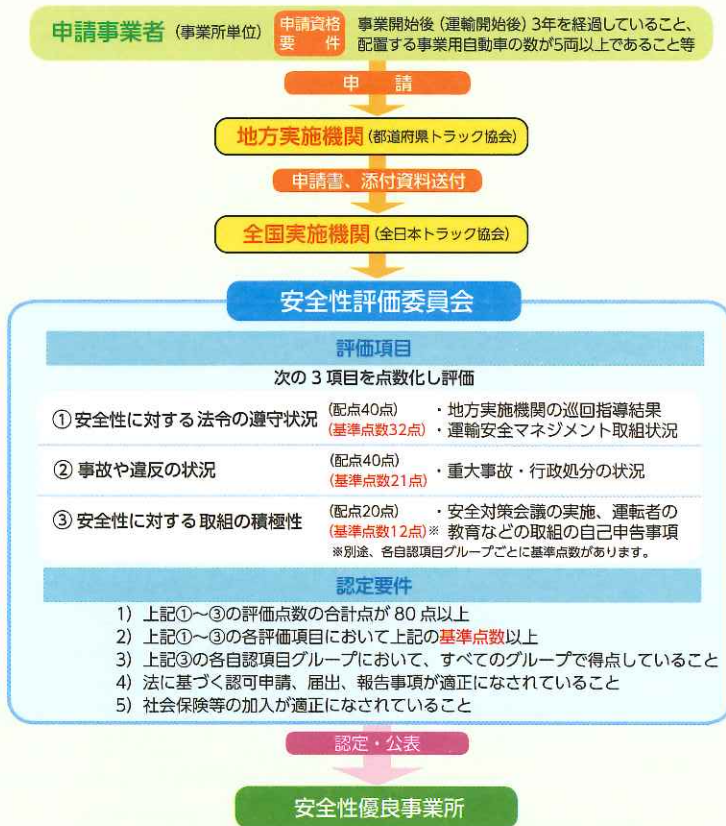 申請事業者 (事業所単位) 申請資格要件 事業開始後（運輸開始後）3年を経過していること、
配置する事業用自動車の数が5両以上であること等
申請
地方実施機関(都道府県トラック協会)
申請書、添付資料送付
全国実施機関(全日本トラック協会)
安全性評価委員会
評価項目
次の3項目を点数化し評価
①安全性に対する法令の遵守状況 (配点40点) ・地方実施機関の巡回指導結果
(基準点数32点) ・運輸安全マネジメント取組状況
②事故や違反の状況 (配点40点) ・重大事故・行政処分の状況
(基準点数21点)
③安全性に対する取組の積極性 (配点20点) ・安全対策会議の実施、運転者の
(基準点数12点)※ 教育などの取組の自己申告事項
※別途、各自認項目グループごとに基準点数があります。
認定要件
1）上記①〜③の評価点数の合計点が80点以上
2）上記①〜③の各評価項目において上記の基準点数以上
3）上記③の各自認項目グループにおいて、すべてのグループで得点していること
4）法に基づく認可申請、届出、報告事項が適正になされていること
5）社会保険等の加入が適正になされていること
認定・公表
安全性優良事業所